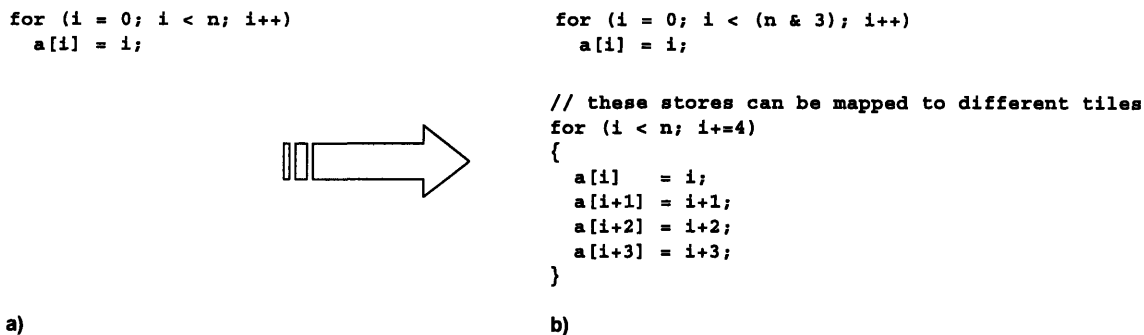 for (i = 0; i < n; i++)
  a[i] = i;
a)
for (i = 0; i < (n & 3); i++)
  a[i] = i;
// these stores can be mapped to different tiles
for (i < n; i+=4)
{
  a[i]   = i;
  a[i+1] = i+1;
  a[i+2] = i+2;
  a[i+3] = i+3;
}
b)